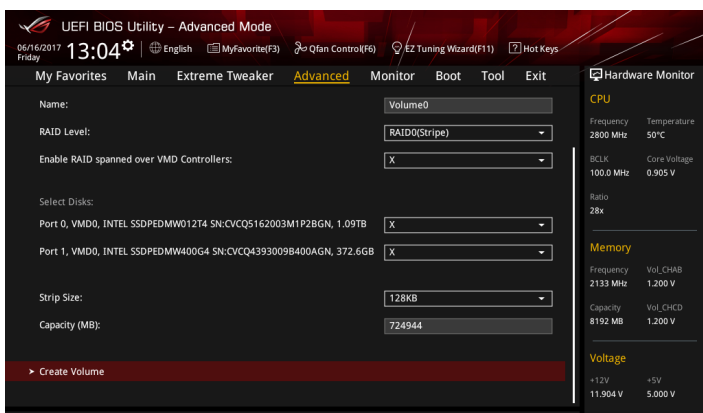 UEFI BIOS Utility – Advanced Mode
06/16/2017 Friday 13:04 English MyFavorite(F3) Qfan Control(F6) EZ Tuning Wizard(F11) ? Hot Keys
My Favorites Main Extreme Tweaker Advanced Monitor Boot Tool Exit
Name: Volume0
RAID Level: RAID0(Stripe)
Enable RAID spanned over VMD Controllers: X
Select Disks:
Port 0, VMD0, INTEL SSDPEDMW012T4 SN:CVCQ5162003M1P2BGN, 1.09TB X
Port 1, VMD0, INTEL SSDPEDMW400G4 SN:CVCQ4393009B400AGN, 372.6GB X
Strip Size: 128KB
Capacity (MB): 724944
Create Volume
Hardware Monitor
CPU
Frequency Temperature
2800 MHz 50°C
BCLK Core Voltage
100.0 MHz 0.905 V
Ratio
28x
Memory
Frequency Vol_CHAB
2133 MHz 1.200 V
Capacity Vol_CHCD
8192 MB 1.200 V
Voltage
+12V +5V
11.904 V 5.000 V